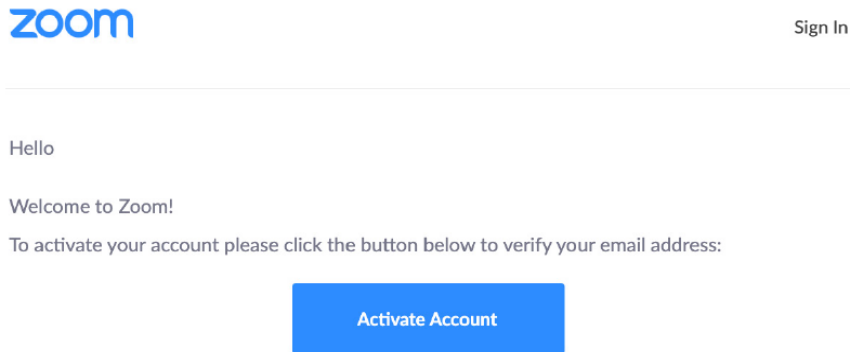 zoom
Sign In
Hello
Welcome to Zoom!
To activate your account please click the button below to verify your email address:
Activate Account